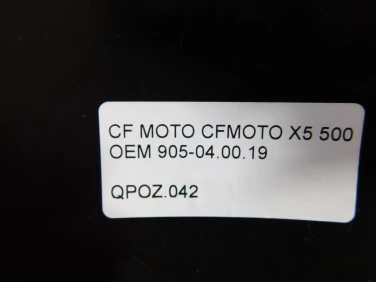 CF MOTO CFMOTO X5 500
OEM 905-04.00.19
QPOZ.042